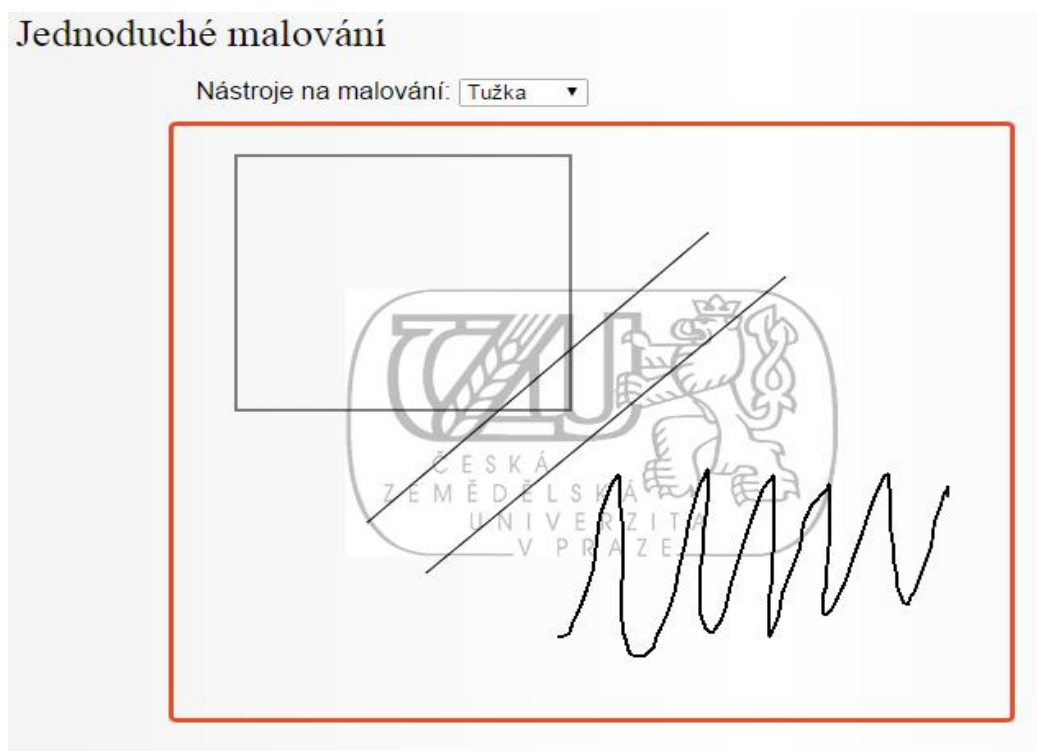 Jednoduché malování
Nástroje na malování: Tužka
ČZU
ČESKÁ
ZEMĚDĚLSKÁ
UNIVERZITA
V PRAZE